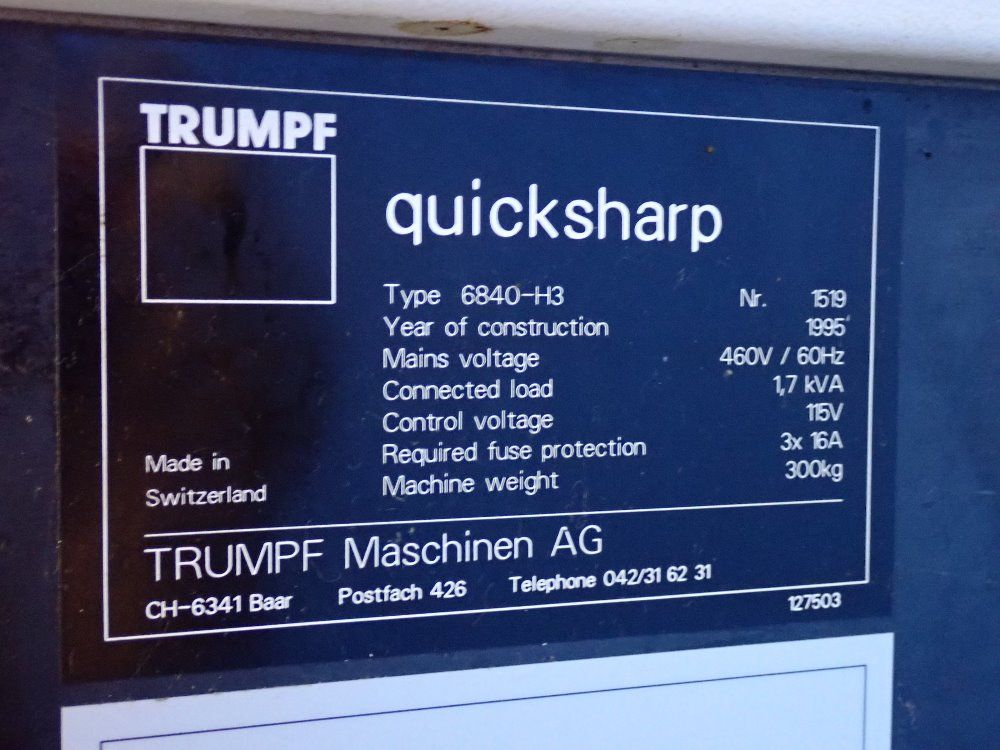 TRUMPF
quicksharp
Type 6840-H3 Nr. 1519
Year of construction 1995
Mains voltage 460V / 60Hz
Connected load 1,7 kVA
Control voltage 115V
Required fuse protection 3x 16A
Machine weight 300kg
Made in
Switzerland
TRUMPF Maschinen AG
CH-6341 Baar Postfach 426 Telephone 042/31 62 31
127503